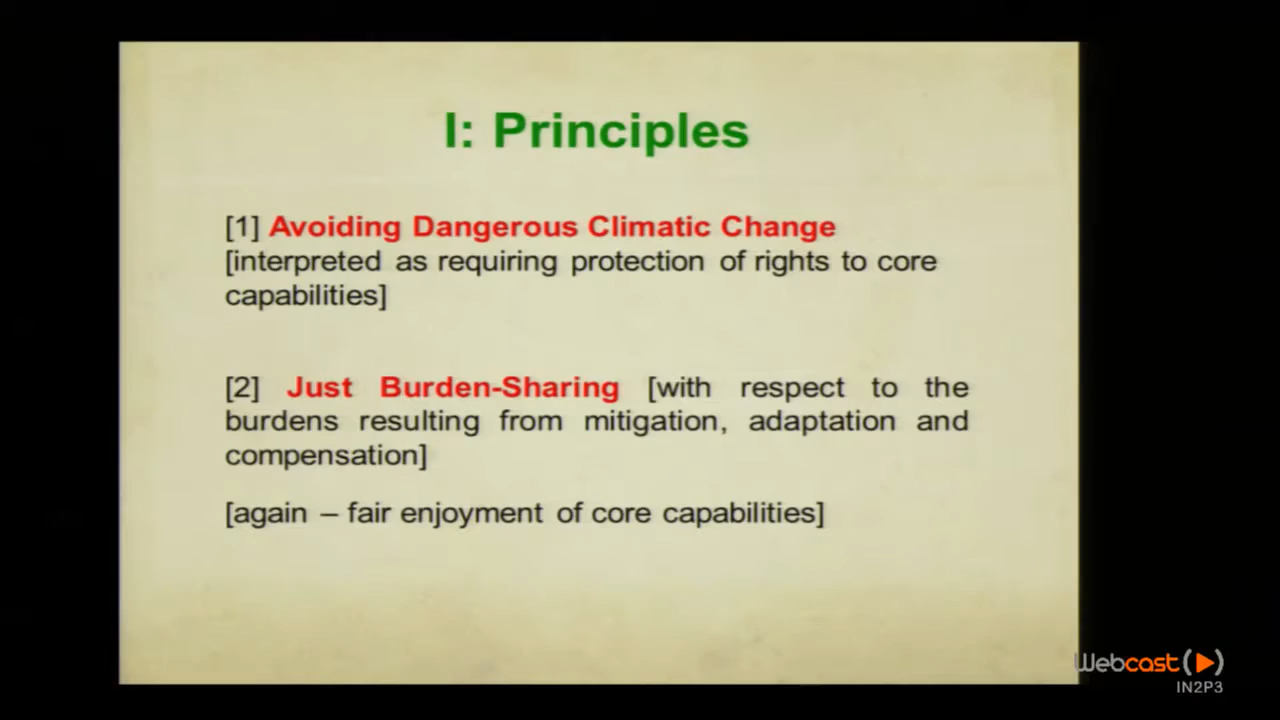 I: Principles
[1] Avoiding Dangerous Climatic Change
[interpreted as requiring protection of rights to core
capabilities]
[2] Just Burden-Sharing [with respect to the
burdens resulting from mitigation, adaptation and
compensation]
[again – fair enjoyment of core capabilities]
Webcast
IN2P3